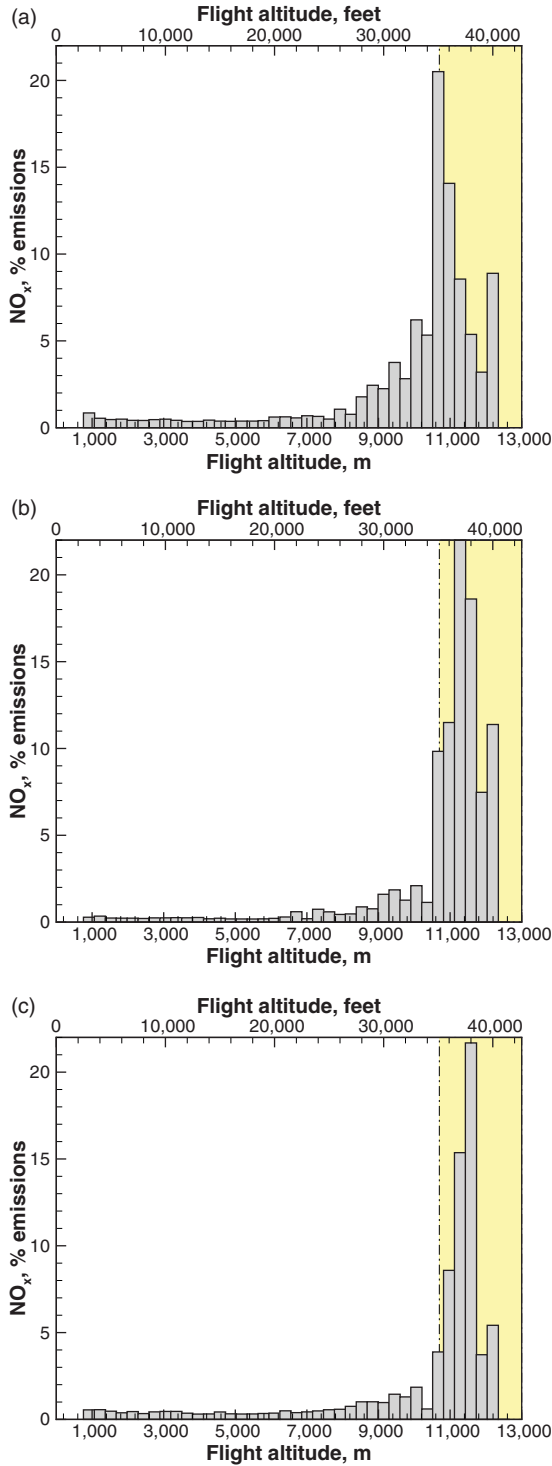 (a)
Flight altitude, feet
0 10,000 20,000 30,000 40,000
20
15
10
5
0
NOx, % emissions
1,000 3,000 5,000 7,000 9,000 11,000 13,000
Flight altitude, m
(b)
Flight altitude, feet
0 10,000 20,000 30,000 40,000
20
15
10
5
0
NOx, % emissions
1,000 3,000 5,000 7,000 9,000 11,000 13,000
Flight altitude, m
(c)
Flight altitude, feet
0 10,000 20,000 30,000 40,000
20
15
10
5
0
NOx, % emissions
1,000 3,000 5,000 7,000 9,000 11,000 13,000
Flight altitude, m